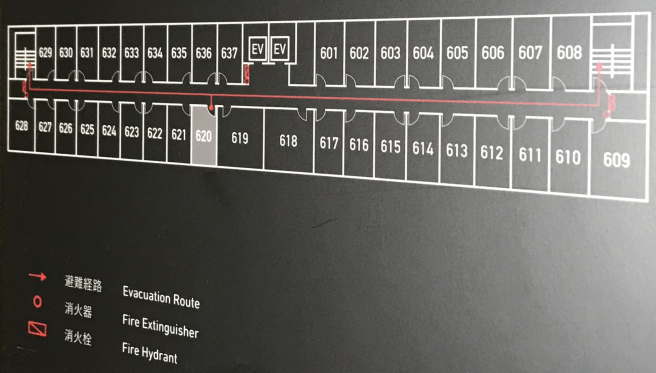 629 630 631 632 633 634 635 636 637 EV EV 601 602 603 604 605 606 607 608
628 627 626 625 624 623 622 621 620 619 618 617 616 615 614 613 612 611 610 609
避難経路 Evacuation Route
消火器 Fire Extinguisher
消火栓 Fire Hydrant